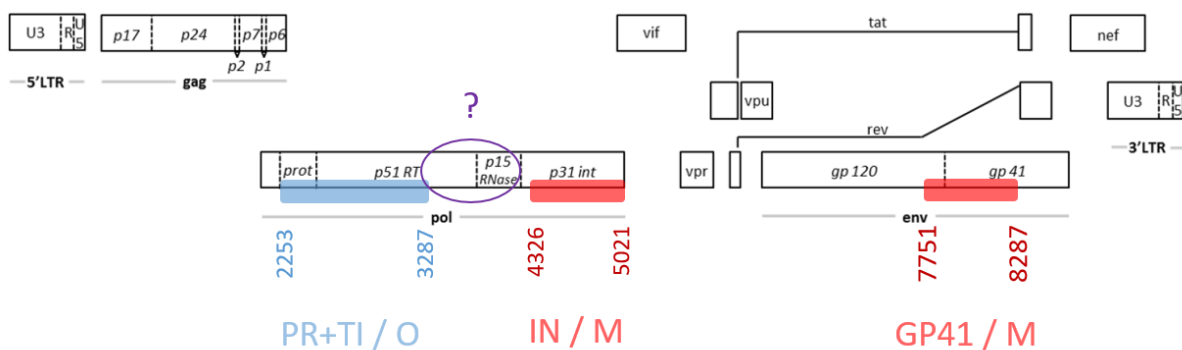 U3
R
U5
p17
p24
p7
p6
p2
p1
5'LTR
gag
vif
tat
nef
vpu
rev
U3
R
U5
3'LTR
?
prot
p51 RT
p15
RNase
p31 int
vpr
gp 120
gp 41
pol
env
2253
3287
4326
5021
7751
8287
PR+TI / O
IN / M
GP41 / M